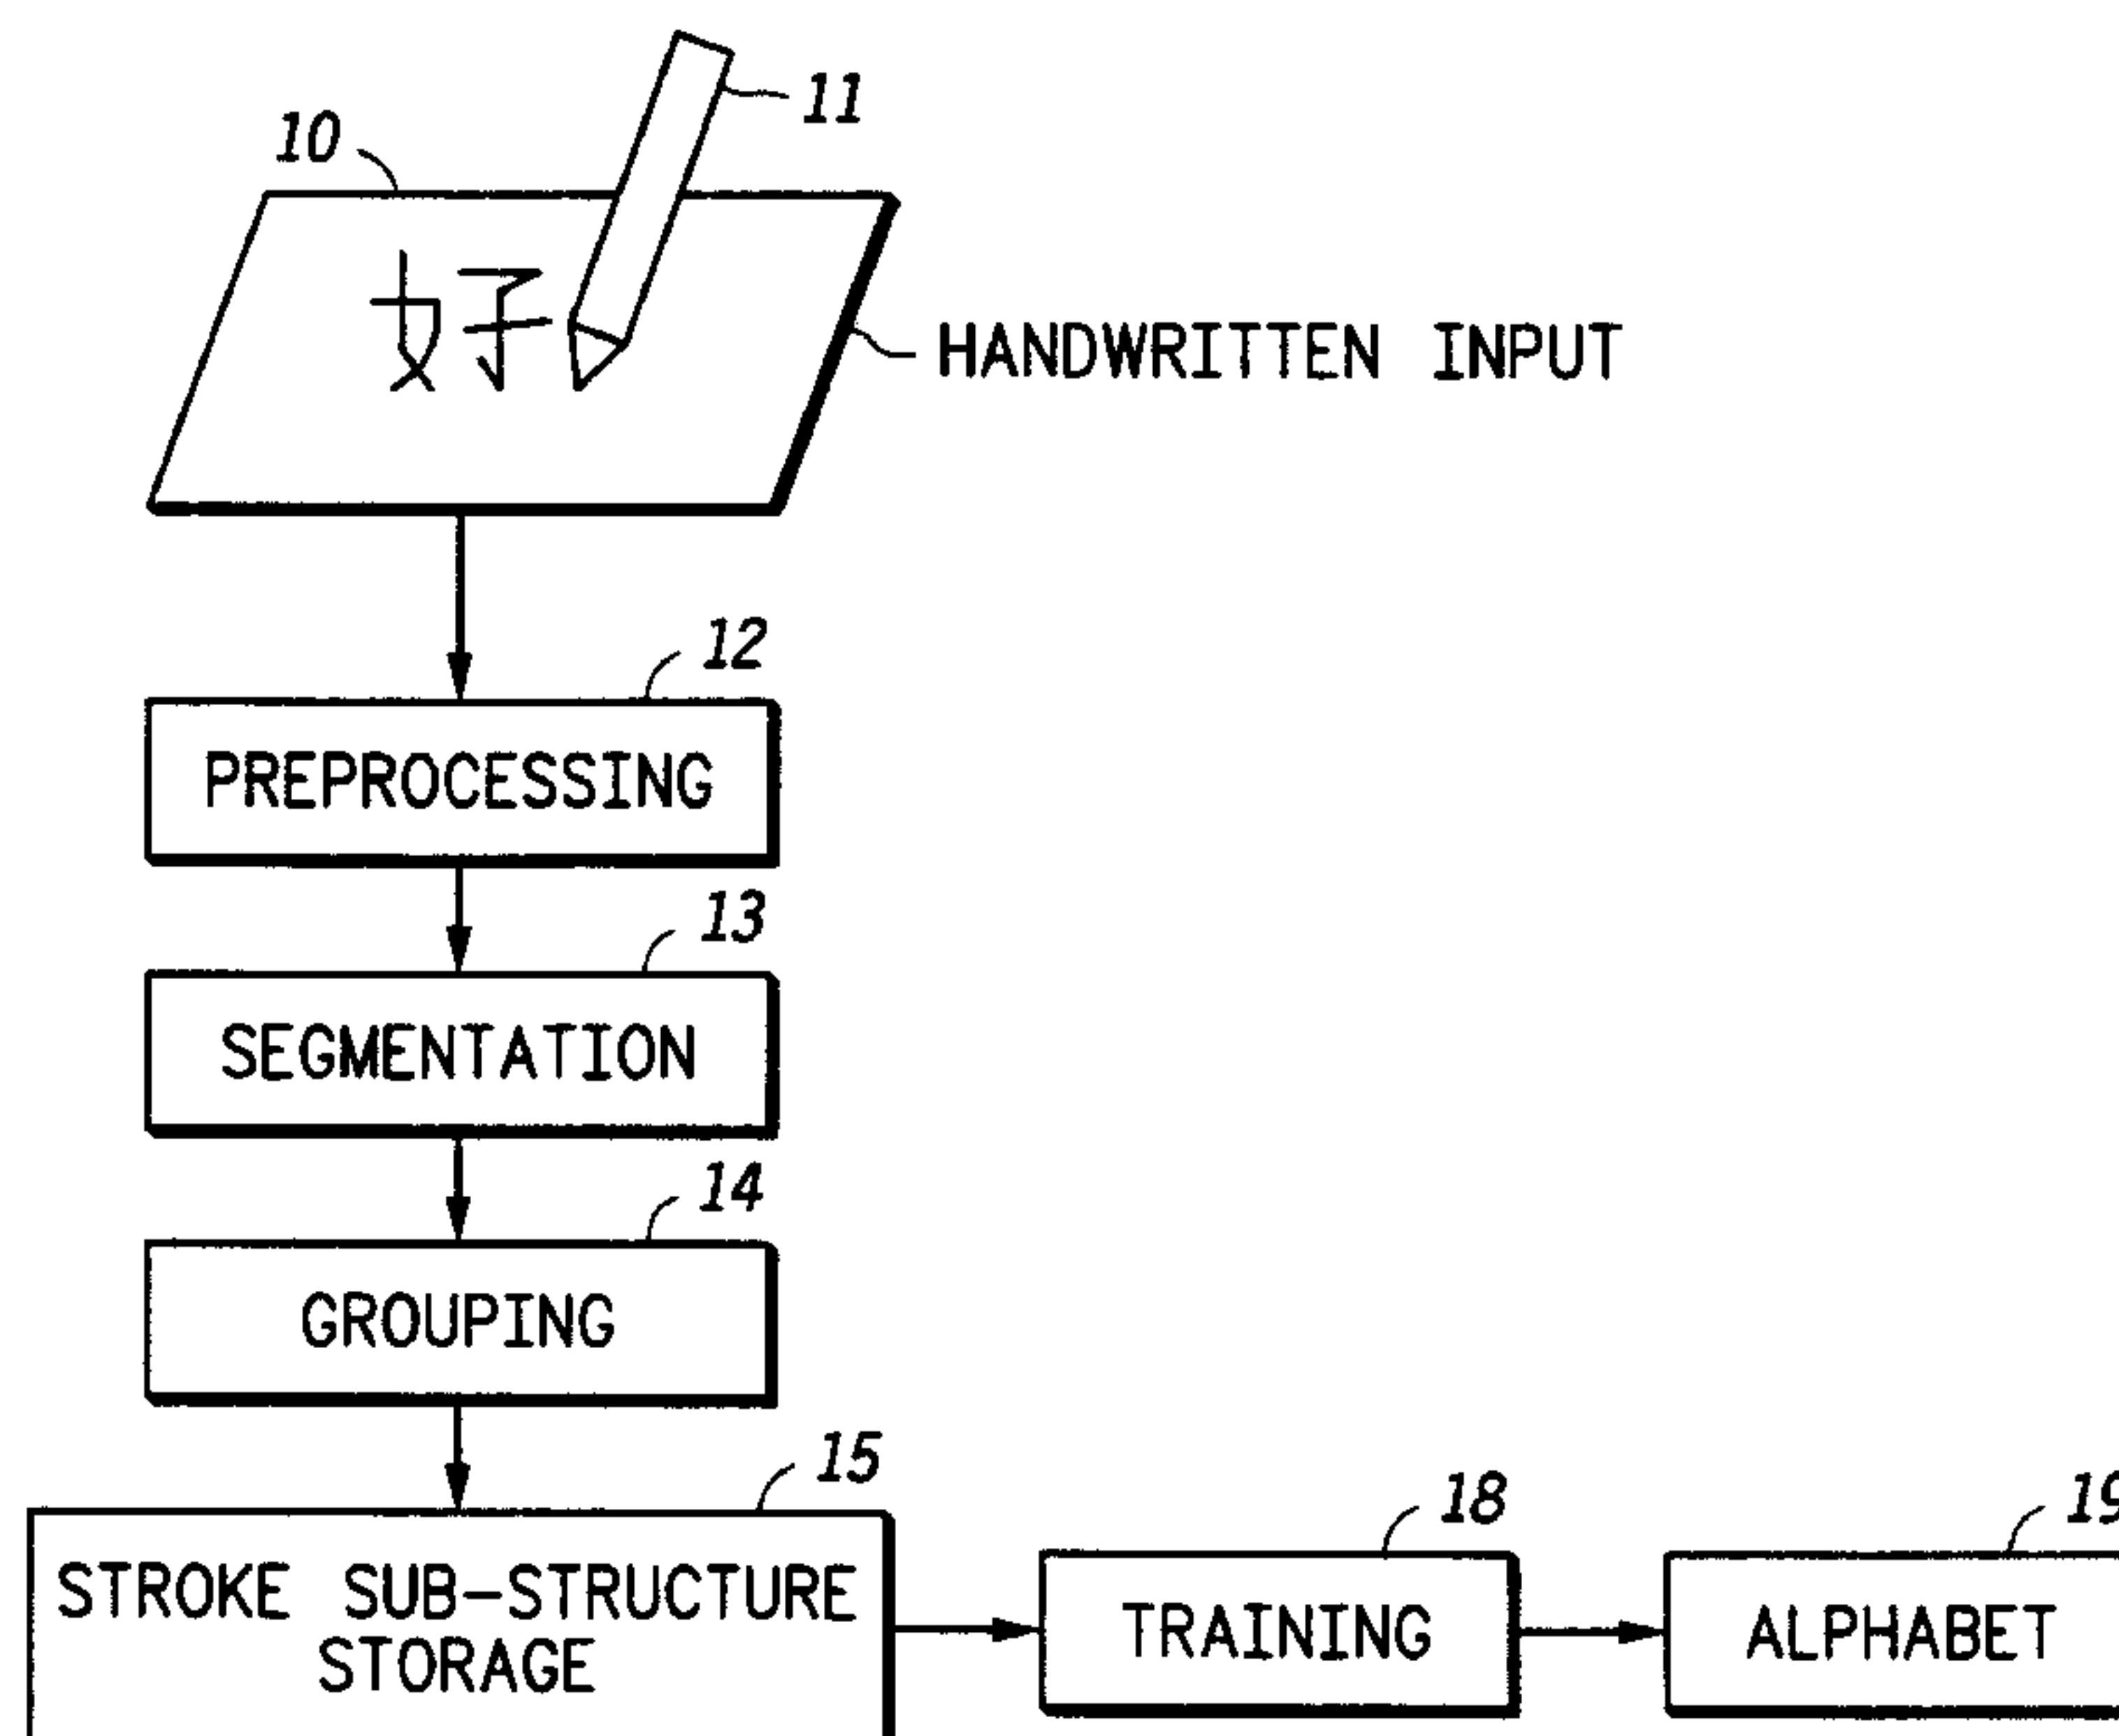 11
10
好
HANDWRITTEN INPUT
12
PREPROCESSING
13
SEGMENTATION
14
GROUPING
15
STROKE SUB-STRUCTURE
STORAGE
18
TRAINING
19
ALPHABET